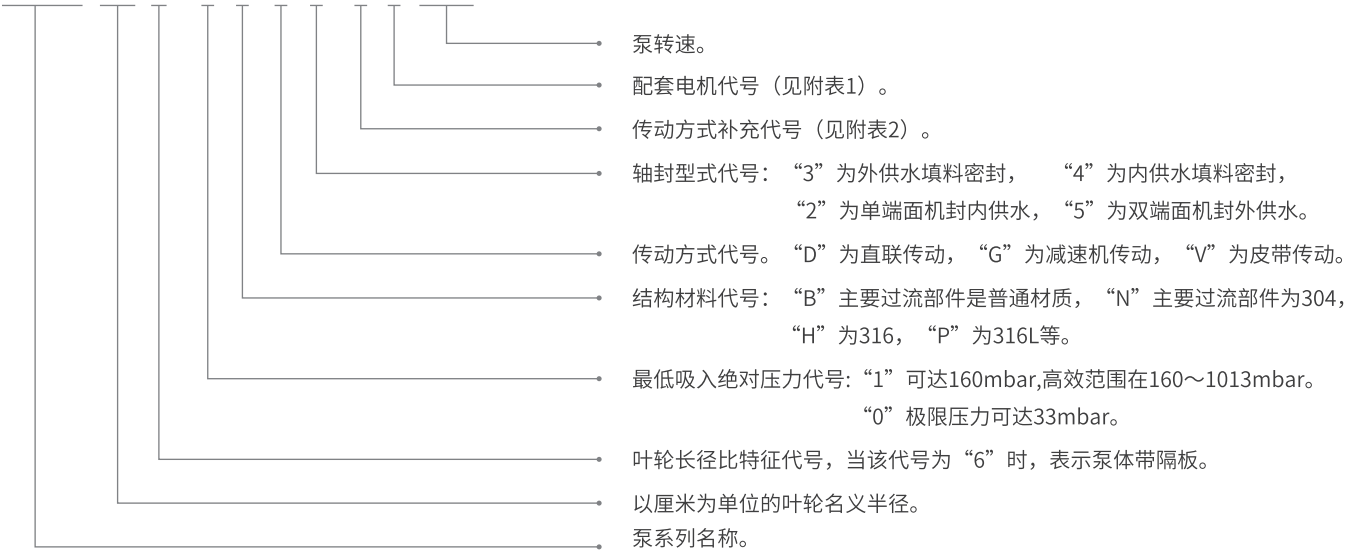 泵转速。
配套电机代号（见附表1）。
传动方式补充代号（见附表2）。
轴封型式代号：“3”为外供水填料密封， “4”为内供水填料密封，
“2”为单端面机封内供水，“5”为双端面机封外供水。
传动方式代号。“D”为直联传动，“G”为减速机传动，“V”为皮带传动。
结构材料代号：“B”主要过流部件是普通材质，“N”主要过流部件为304，
“H”为316，“P”为316L等。
最低吸入绝对压力代号:“1”可达160mbar,高效范围在160～1013mbar。
“0”极限压力可达33mbar。
叶轮长径比特征代号，当该代号为“6”时，表示泵体带隔板。
以厘米为单位的叶轮名义半径。
泵系列名称。